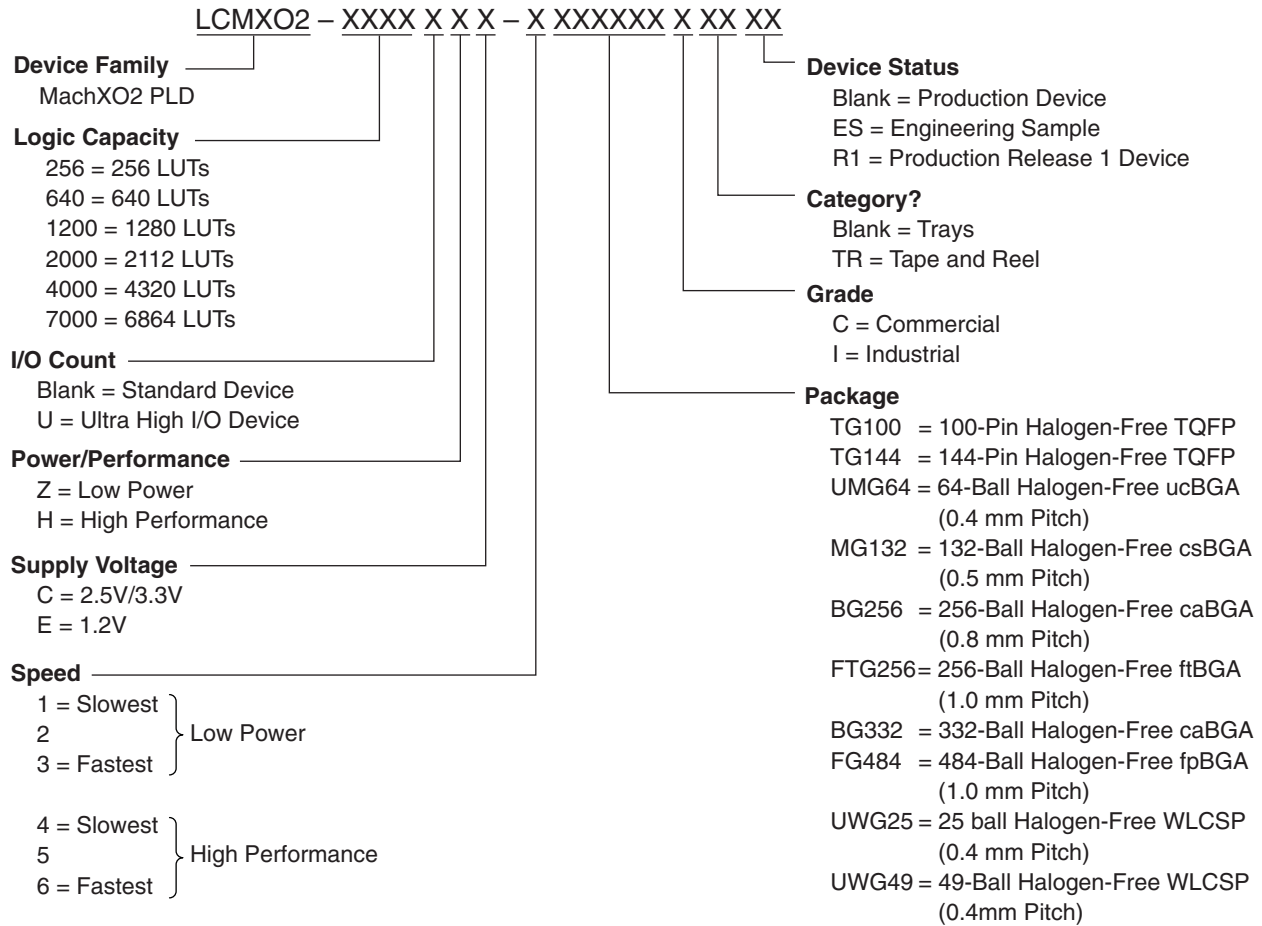 LCMXO2 – XXXX X X X – X XXXXXX X XX XX
Device Family
MachXO2 PLD
Logic Capacity
256 = 256 LUTs
640 = 640 LUTs
1200 = 1280 LUTs
2000 = 2112 LUTs
4000 = 4320 LUTs
7000 = 6864 LUTs
I/O Count
Blank = Standard Device
U = Ultra High I/O Device
Power/Performance
Z = Low Power
H = High Performance
Supply Voltage
C = 2.5V/3.3V
E = 1.2V
Speed
1 = Slowest
2
3 = Fastest
Low Power
4 = Slowest
5
6 = Fastest
High Performance
Device Status
Blank = Production Device
ES = Engineering Sample
R1 = Production Release 1 Device
Category?
Blank = Trays
TR = Tape and Reel
Grade
C = Commercial
I = Industrial
Package
TG100 = 100-Pin Halogen-Free TQFP
TG144 = 144-Pin Halogen-Free TQFP
UMG64 = 64-Ball Halogen-Free ucBGA
(0.4 mm Pitch)
MG132 = 132-Ball Halogen-Free csBGA
(0.5 mm Pitch)
BG256 = 256-Ball Halogen-Free caBGA
(0.8 mm Pitch)
FTG256= 256-Ball Halogen-Free ftBGA
(1.0 mm Pitch)
BG332 = 332-Ball Halogen-Free caBGA
FG484 = 484-Ball Halogen-Free fpBGA
(1.0 mm Pitch)
UWG25 = 25 ball Halogen-Free WLCSP
(0.4 mm Pitch)
UWG49 = 49-Ball Halogen-Free WLCSP
(0.4mm Pitch)